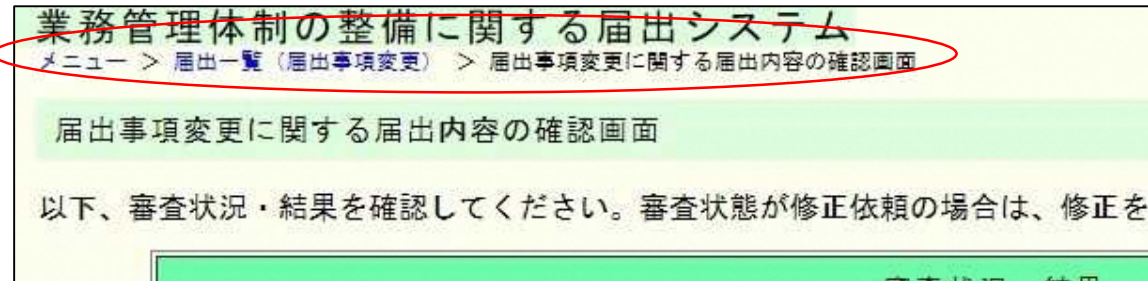 業務管理体制の整備に関する届出システム
メニュー > 届出一覧(届出事項変更) > 届出事項変更に関する届出内容の確認画面
届出事項変更に関する届出内容の確認画面
以下、審査状況・結果を確認してください。審査状態が修正依頼の場合は、修正を